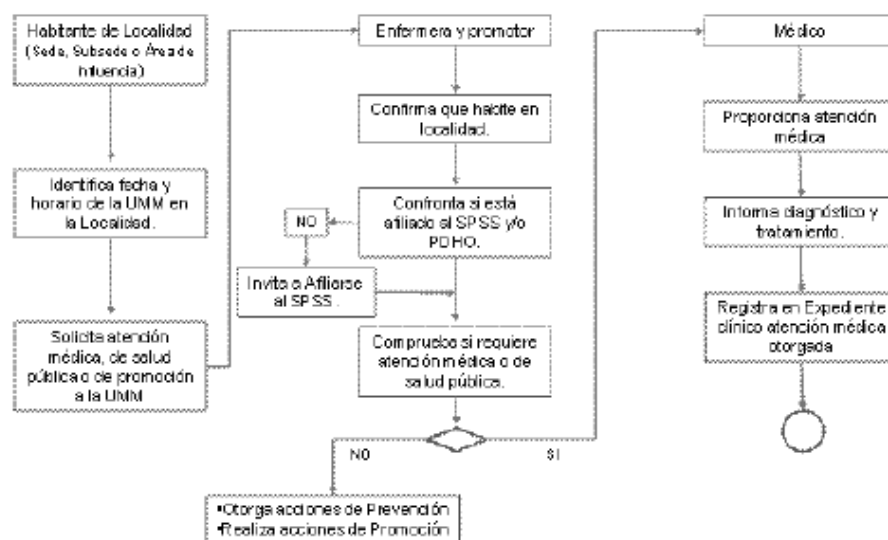 Habitante de Localidad
(Sede, Subsede o Área de
Influencia)
Identifica fecha y
horario de la UMM en
la Localidad.
Solicita atención
médica, de salud
pública o de promoción
a la UMM
Enfermera y promotor
Confirma que habite en
localidad.
Confronta si está
afiliado al SPSS y/o
PDHO.
NO
Invita a Afiliarse
al SPSS.
Comprueba si requiere
atención médica o de
salud pública.
NO
SI
•Otorga acciones de Prevención
•Realiza acciones de Promoción
Médico
Proporciona atención
médica
Informa diagnóstico y
tratamiento.
Registra en Expediente
clínico atención médica
otorgada